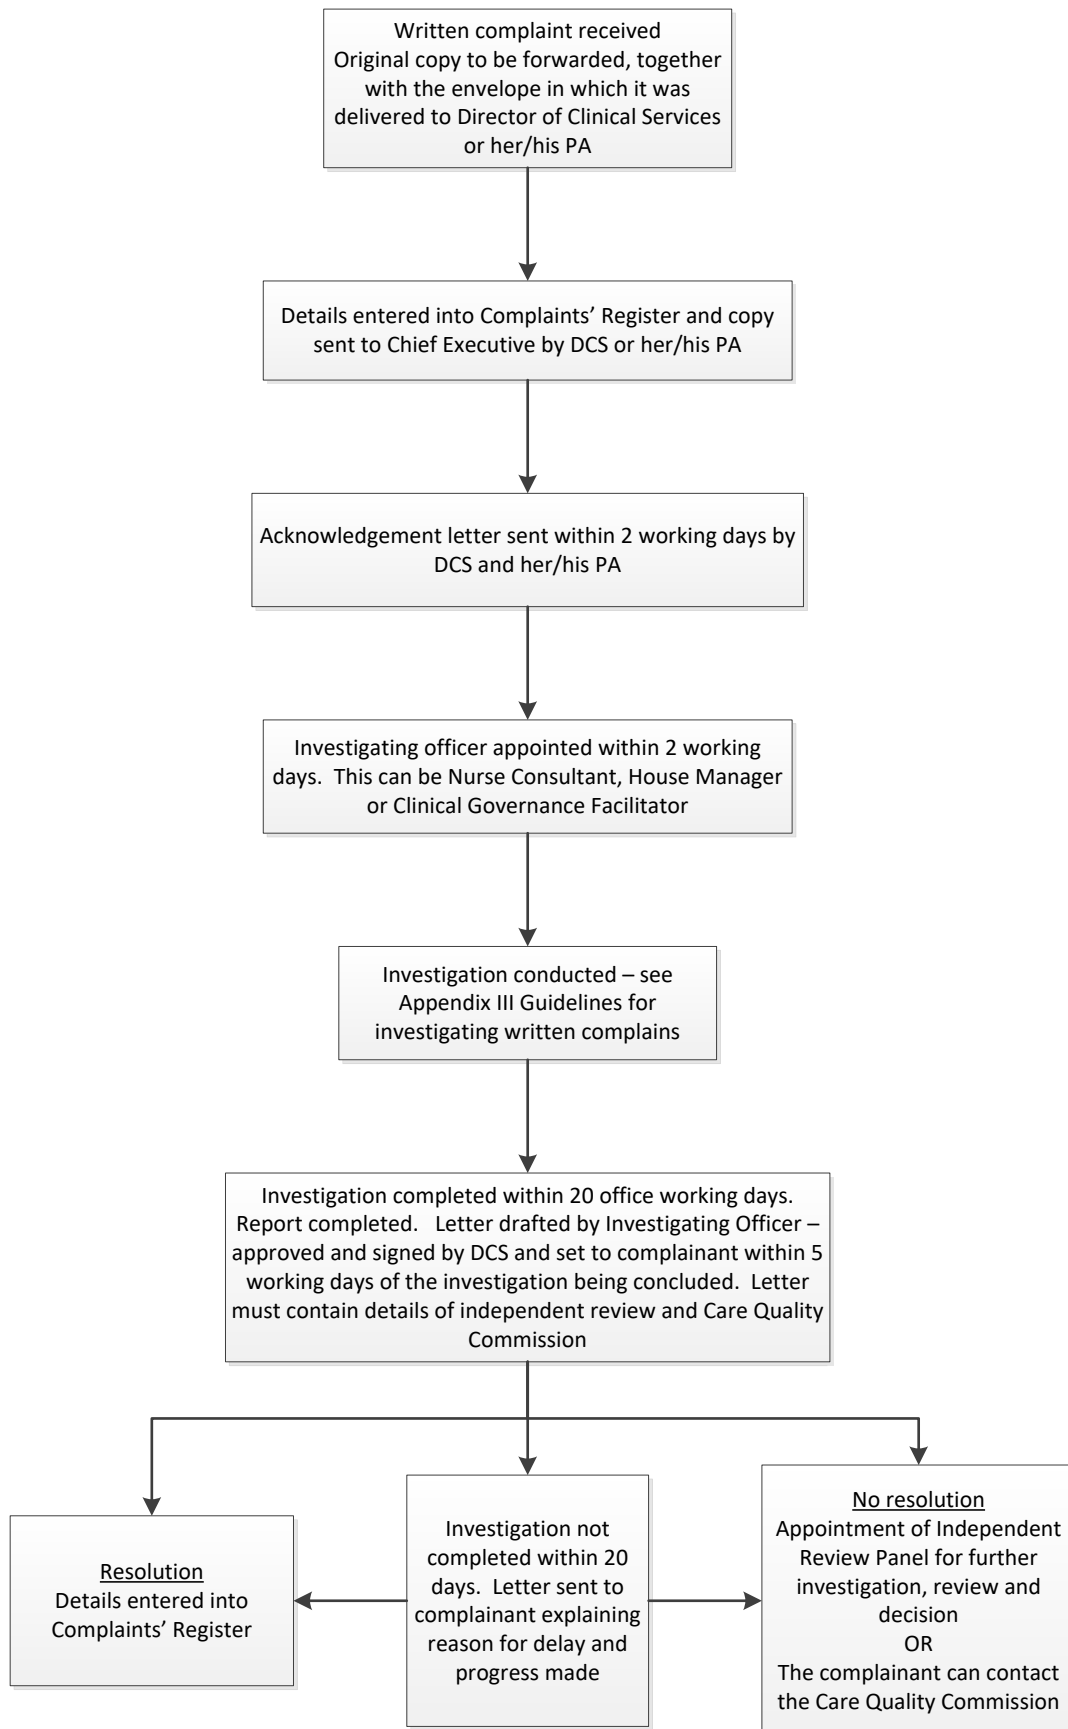 Written complaint received
Original copy to be forwarded, together
with the envelope in which it was
delivered to Director of Clinical Services
or her/his PA
Details entered into Complaints’ Register and copy
sent to Chief Executive by DCS or her/his PA
Acknowledgement letter sent within 2 working days by
DCS and her/his PA
Investigating officer appointed within 2 working
days.  This can be Nurse Consultant, House Manager
or Clinical Governance Facilitator
Investigation conducted – see
Appendix III Guidelines for
investigating written complains
Investigation completed within 20 office working days.
Report completed.   Letter drafted by Investigating Officer –
approved and signed by DCS and set to complainant within 5
working days of the investigation being concluded.  Letter
must contain details of independent review and Care Quality
Commission
Resolution
Details entered into
Complaints’ Register
Investigation not
completed within 20
days.  Letter sent to
complainant explaining
reason for delay and
progress made
No resolution
Appointment of Independent
Review Panel for further
investigation, review and
decision
OR
The complainant can contact
the Care Quality Commission